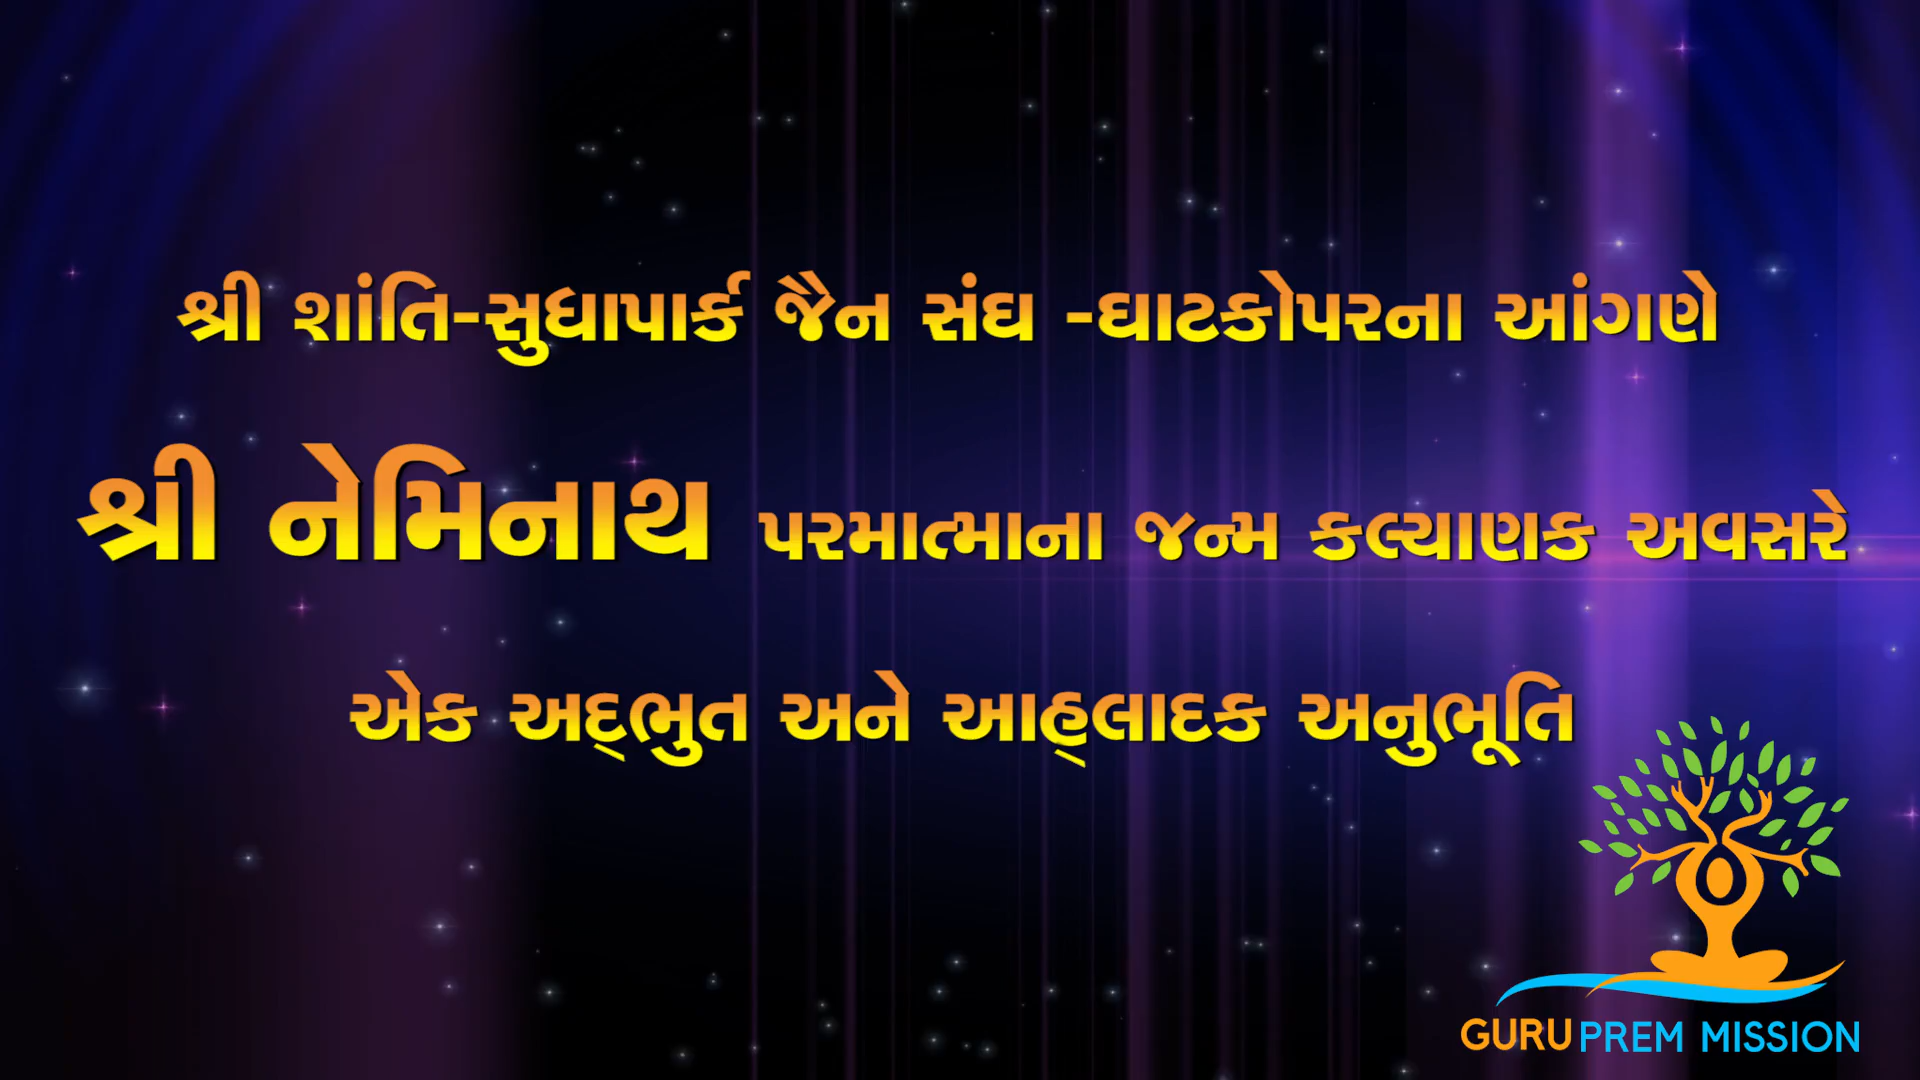 શ્રી શાંતિ-સુધાપાર્ક જૈન સંઘ -ઘાટકોપરના આંગણે
શ્રી નેમિનાથ પરમાત્માના જન્મ કલ્યાણક અવસરે
એક અદ્‌ભુત અને આહ્‌લાદક અનુભૂતિ
GURU PREM MISSION